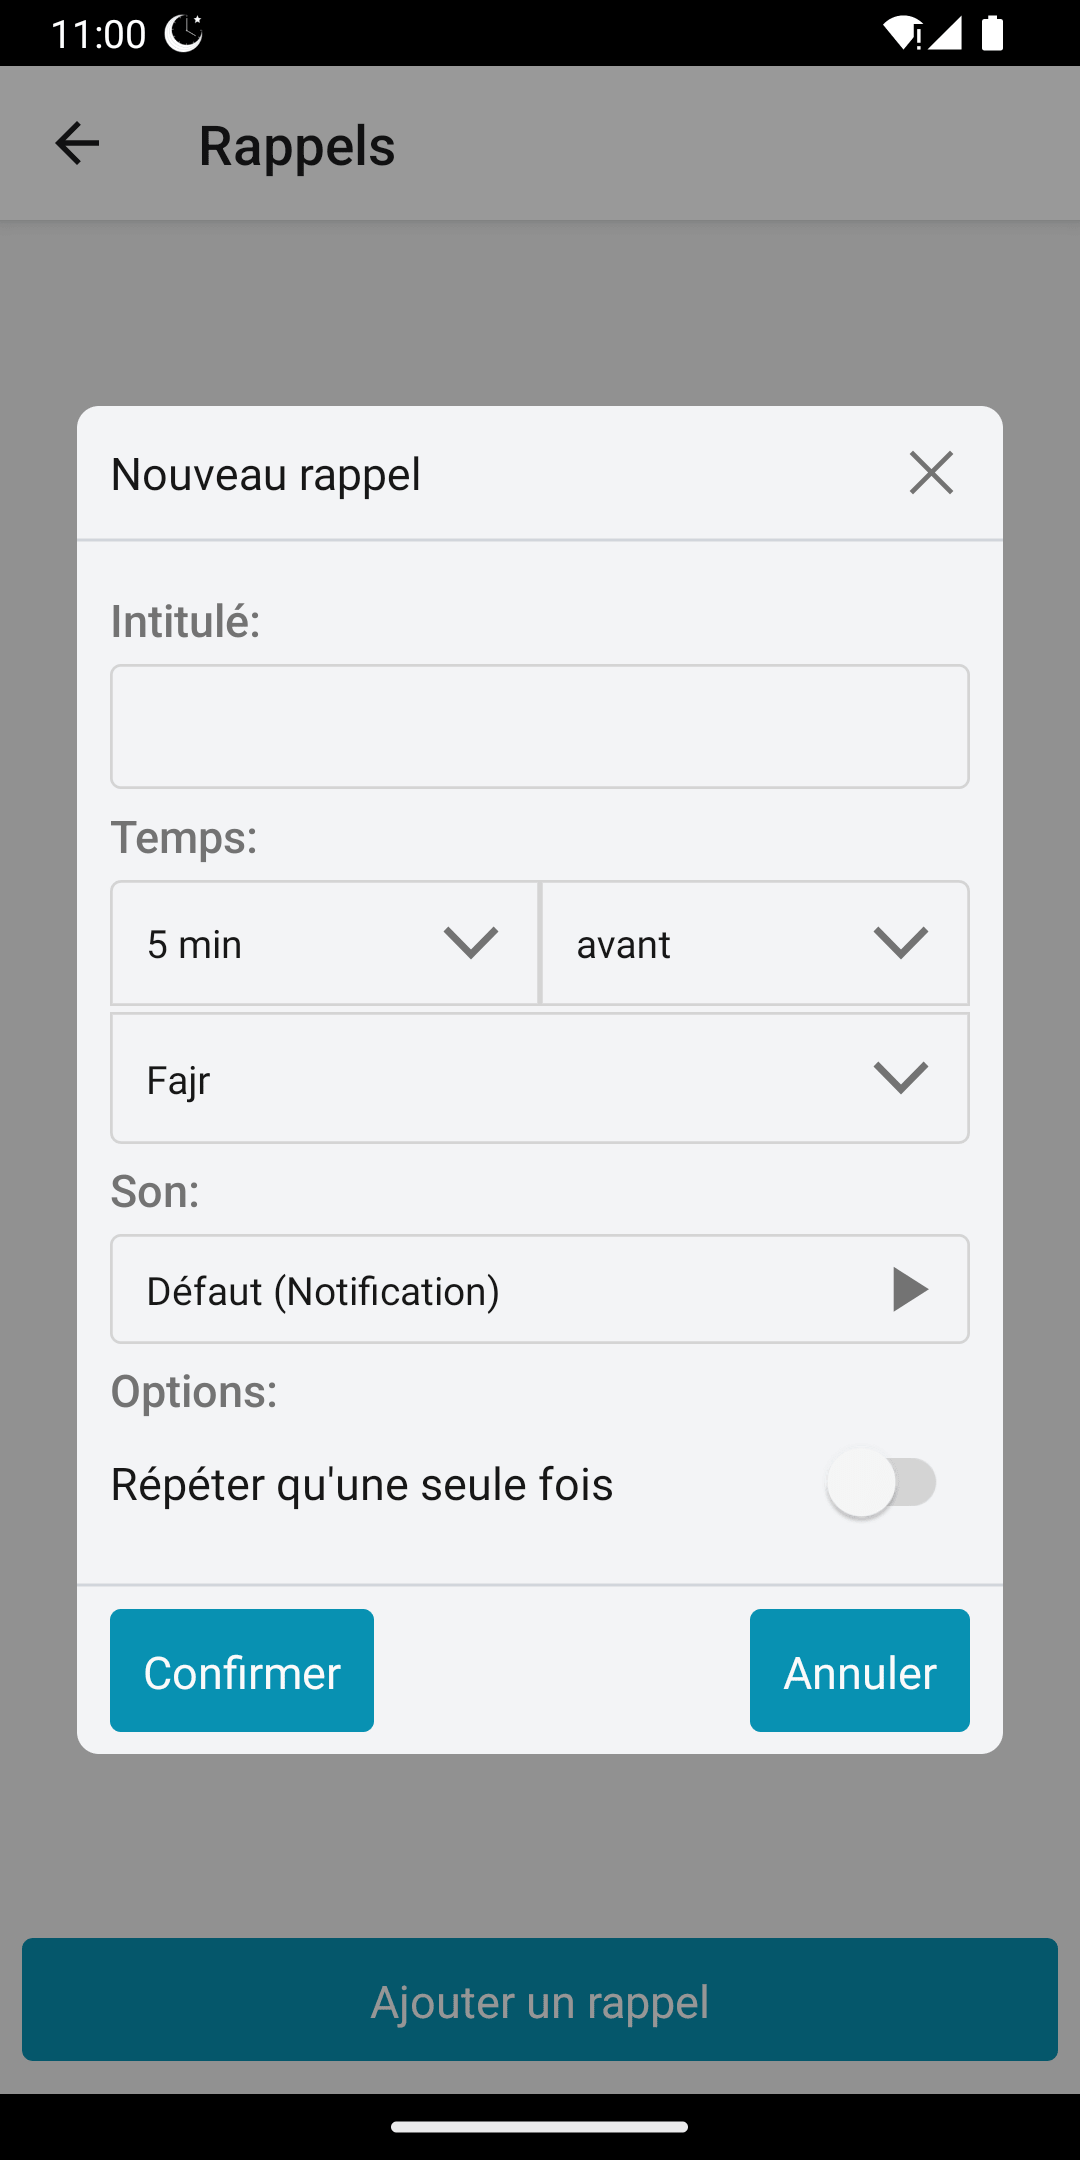 11:00
Rappels
Nouveau rappel
Intitulé:
Temps:
5 min
avant
Fajr
Son:
Défaut (Notification)
Options:
Répéter qu'une seule fois
Confirmer
Annuler
Ajouter un rappel